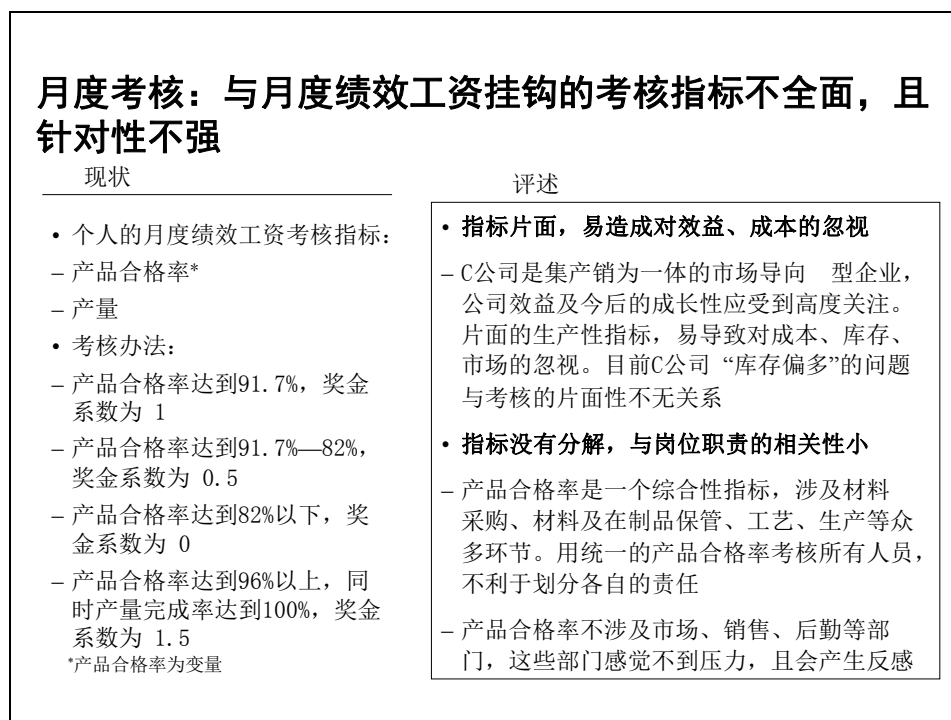 月度考核：与月度绩效工资挂钩的考核指标不全面，且
针对性不强
现状
• 个人的月度绩效工资考核指标：
– 产品合格率*
– 产量
• 考核办法：
– 产品合格率达到91.7%，奖金
系数为 1
– 产品合格率达到91.7%—82%，
奖金系数为 0.5
– 产品合格率达到82%以下，奖
金系数为 0
– 产品合格率达到96%以上，同
时产量完成率达到100%，奖金
系数为 1.5
*产品合格率为变量
评述
• 指标片面，易造成对效益、成本的忽视
– C公司是集产销为一体的市场导向 型企业，
公司效益及今后的成长性应受到高度关注。
片面的生产性指标，易导致对成本、库存、
市场的忽视。目前C公司 “库存偏多”的问题
与考核的片面性不无关系
• 指标没有分解，与岗位职责的相关性小
– 产品合格率是一个综合性指标，涉及材料
采购、材料及在制品保管、工艺、生产等众
多环节。用统一的产品合格率考核所有人员，
不利于划分各自的责任
– 产品合格率不涉及市场、销售、后勤等部
门，这些部门感觉不到压力，且会产生反感